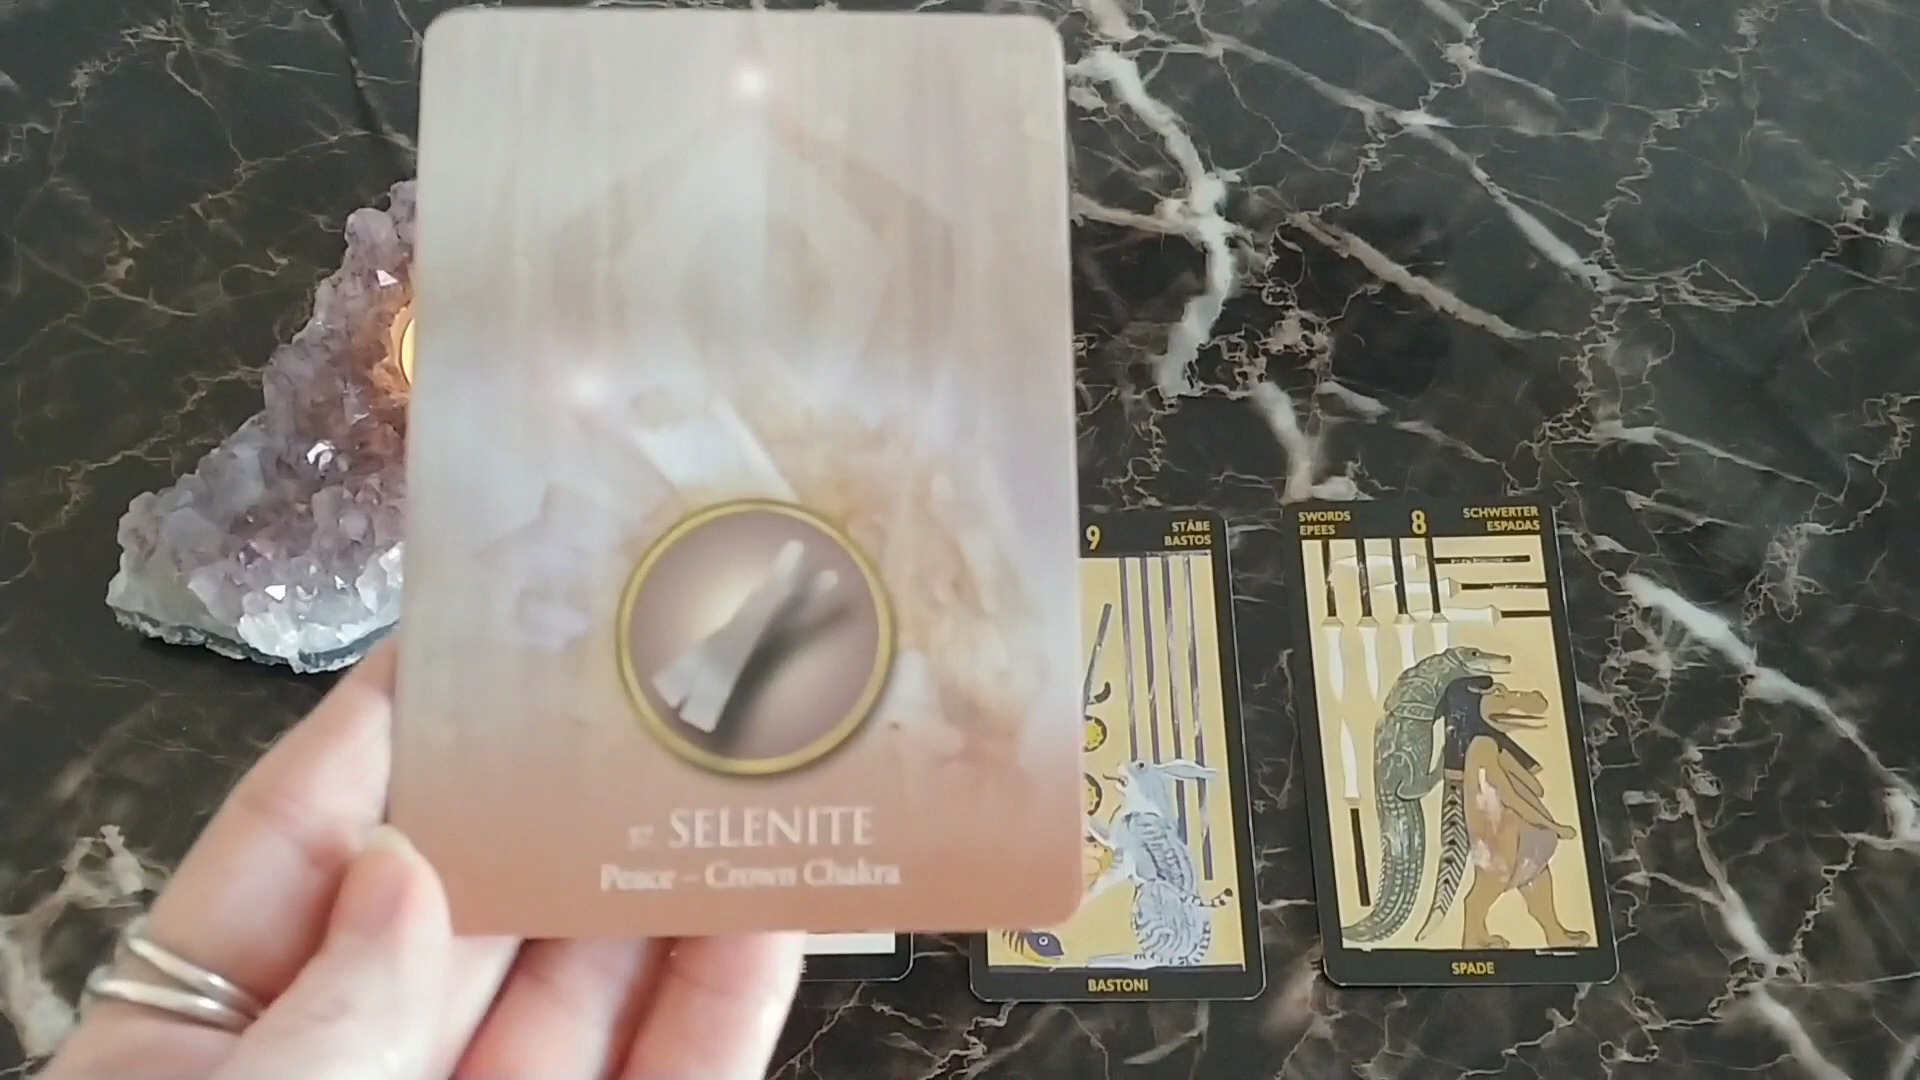 SELENITE
Peace – Crown Chakra
9
STÄBE
BASTOS
BASTONI
SWORDS
EPEES
8
SCHWERTER
ESPADAS
SPADE